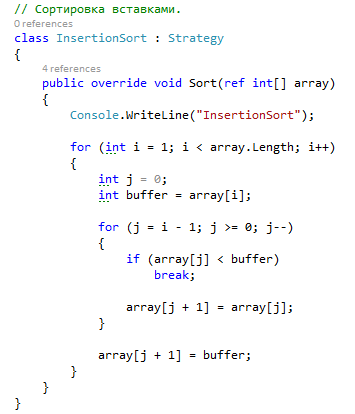 // Сортировка вставками.
0 references
class InsertionSort : Strategy
{
4 references
public override void Sort(ref int[] array)
{
Console.WriteLine("InsertionSort");
for (int i = 1; i < array.Length; i++)
{
int j = 0;
int buffer = array[i];
for (j = i - 1; j >= 0; j--)
{
if (array[j] < buffer)
break;
array[j + 1] = array[j];
}
array[j + 1] = buffer;
}
}
}